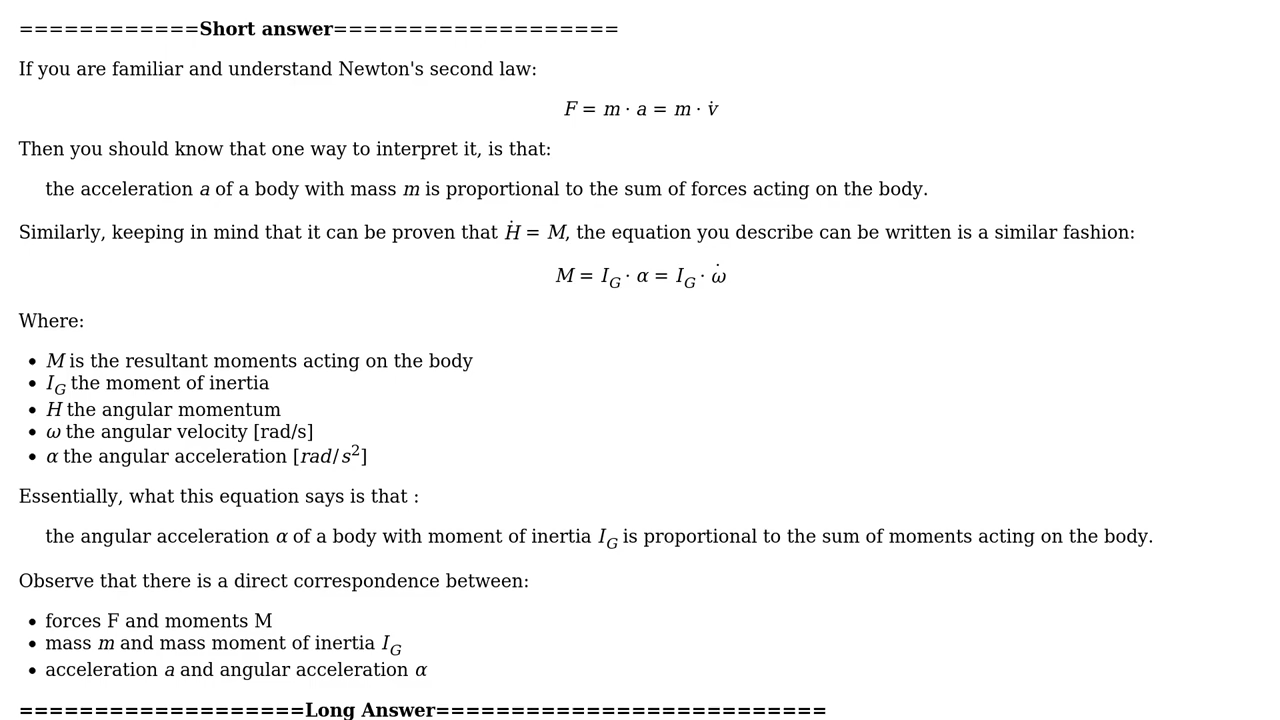 ============Short answer===================
If you are familiar and understand Newton's second law:
F = m · a = m · v̇
Then you should know that one way to interpret it, is that:
the acceleration a of a body with mass m is proportional to the sum of forces acting on the body.
Similarly, keeping in mind that it can be proven that Ḣ = M, the equation you describe can be written is a similar fashion:
M = I_G · α = I_G · ω̇
Where:
• M is the resultant moments acting on the body
• I_G the moment of inertia
• H the angular momentum
• ω the angular velocity [rad/s]
• α the angular acceleration [rad/s²]
Essentially, what this equation says is that :
the angular acceleration α of a body with moment of inertia I_G is proportional to the sum of moments acting on the body.
Observe that there is a direct correspondence between:
• forces F and moments M
• mass m and mass moment of inertia I_G
• acceleration a and angular acceleration α
===================Long Answer==========================